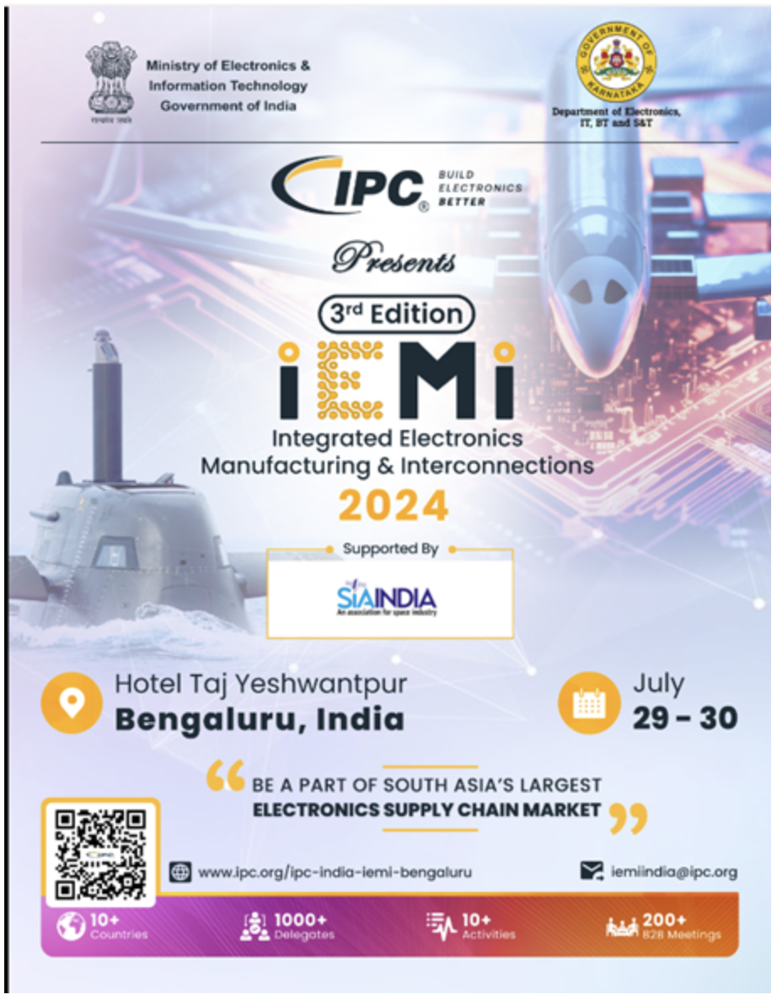 Ministry of Electronics &
Information Technology
Government of India
सत्यमेव जयते
GOVERNMENT OF
KARNATAKA
Department of Electronics,
IT, BT and S&T
IPC®
BUILD
ELECTRONICS
BETTER
Presents
3rd Edition
iEMi
Integrated Electronics
Manufacturing & Interconnections
2024
Supported By
SIAINDIA
An association for space industry
Hotel Taj Yeshwantpur
Bengaluru, India
July
29 - 30
“ BE A PART OF SOUTH ASIA’S LARGEST
ELECTRONICS SUPPLY CHAIN MARKET ”
www.ipc.org/ipc-india-iemi-bengaluru
iemiindia@ipc.org
10+
Countries
1000+
Delegates
10+
Activities
200+
B2B Meetings